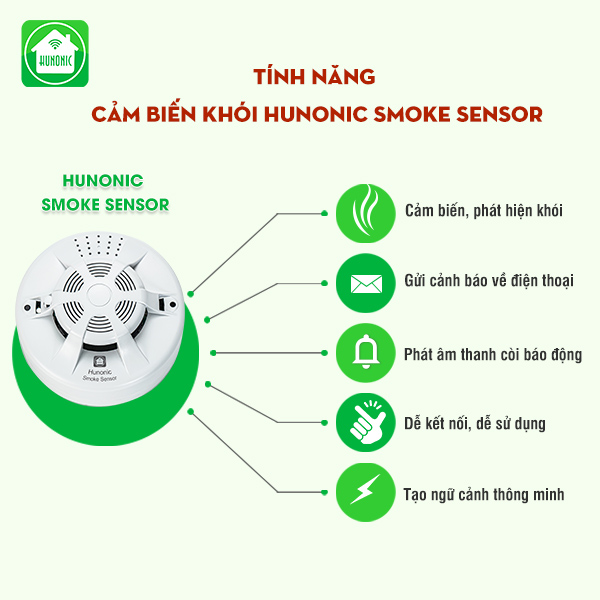 HUNONIC
TÍNH NĂNG
CẢM BIẾN KHÓI HUNONIC SMOKE SENSOR
HUNONIC
SMOKE SENSOR
Cảm biến, phát hiện khói
Gửi cảnh báo về điện thoại
Phát âm thanh còi báo động
Dễ kết nối, dễ sử dụng
Tạo ngữ cảnh thông minh
Hunonic
Smoke Sensor